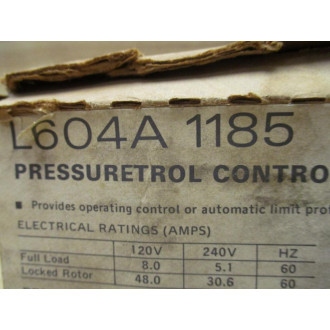 L604A 1185
PRESSURETROL CONTRO
■ Provides operating control or automatic limit pro
ELECTRICAL RATINGS (AMPS)
120V 240V HZ
Full Load 8.0 5.1 60
Locked Rotor 48.0 30.6 60